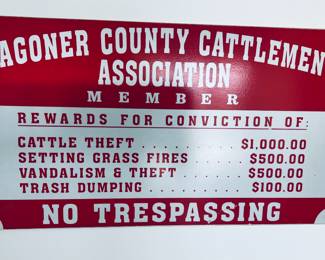 AGONER COUNTY CATTLEMEN
ASSOCIATION
MEMBER
REWARDS FOR CONVICTION OF:
CATTLE THEFT . . . . . . $1,000.00
SETTING GRASS FIRES . . . . $500.00
VANDALISM & THEFT . . . . . $500.00
TRASH DUMPING . . . . . . . $100.00
NO TRESPASSING